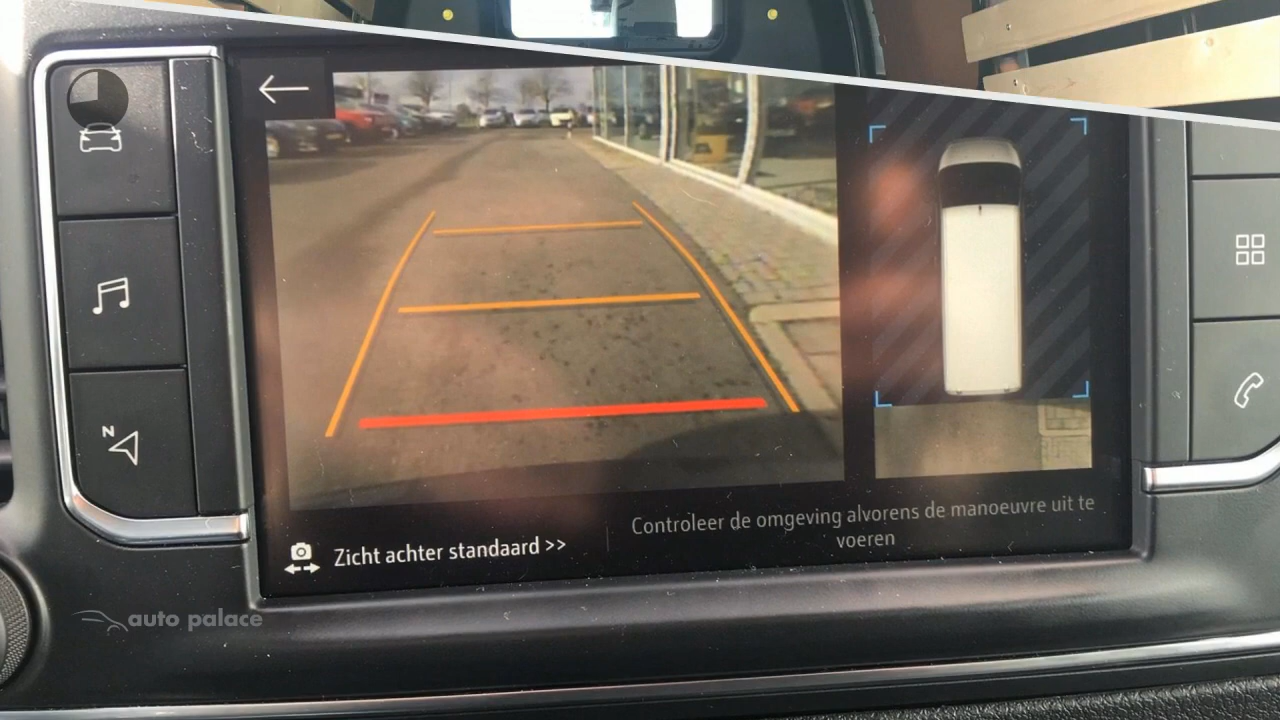 N
Controleer de omgeving alvorens de manoeuvre uit te
voeren
Zicht achter standaard >>
auto palace